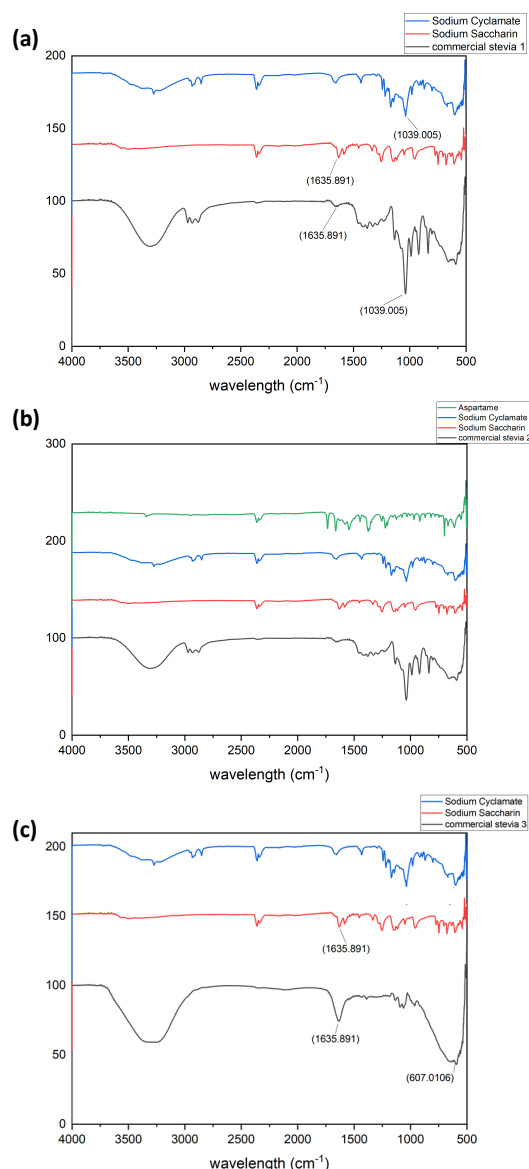 (a)
Sodium Cyclamate
Sodium Saccharin
commercial stevia 1
200
150
100
50
0
(1039.005)
(1635.891)
(1635.891)
(1039.005)
4000 3500 3000 2500 2000 1500 1000 500
wavelength (cm-1)
(b)
Aspartame
Sodium Cyclamate
Sodium Saccharin
commercial stevia 2
300
200
100
0
4000 3500 3000 2500 2000 1500 1000 500
wavelength (cm-1)
(c)
Sodium Cyclamate
Sodium Saccharin
commercial stevia 3
200
150
100
50
0
(1635.891)
(1635.891)
(607.0106)
4000 3500 3000 2500 2000 1500 1000 500
wavelength (cm-1)